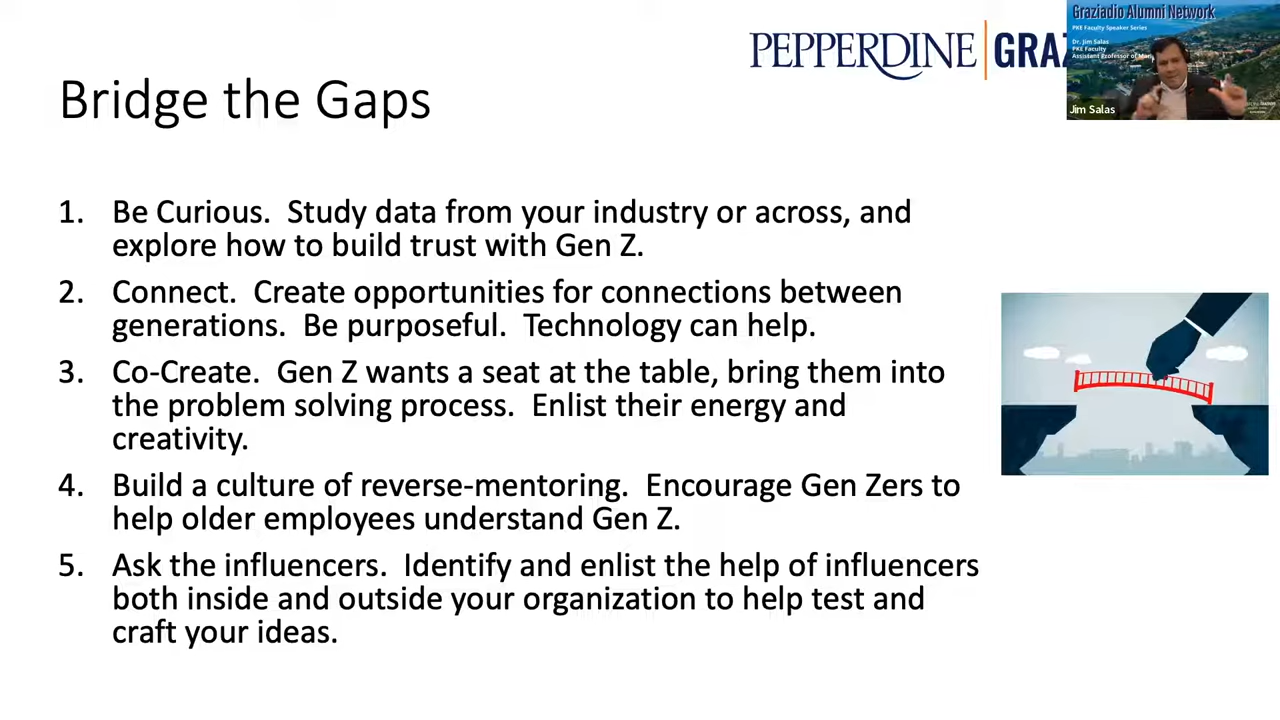 PEPPERDINE GRAZ
Graziadio Alumni Network
PKE Faculty Speaker Series
Dr. Jim Salas
PKE Faculty
Assistant Professor of
Jim Salas
Bridge the Gaps
1. Be Curious.  Study data from your industry or across, and
explore how to build trust with Gen Z.
2. Connect.  Create opportunities for connections between
generations.  Be purposeful.  Technology can help.
3. Co-Create.  Gen Z wants a seat at the table, bring them into
the problem solving process.  Enlist their energy and
creativity.
4. Build a culture of reverse-mentoring.  Encourage Gen Zers to
help older employees understand Gen Z.
5. Ask the influencers.  Identify and enlist the help of influencers
both inside and outside your organization to help test and
craft your ideas.